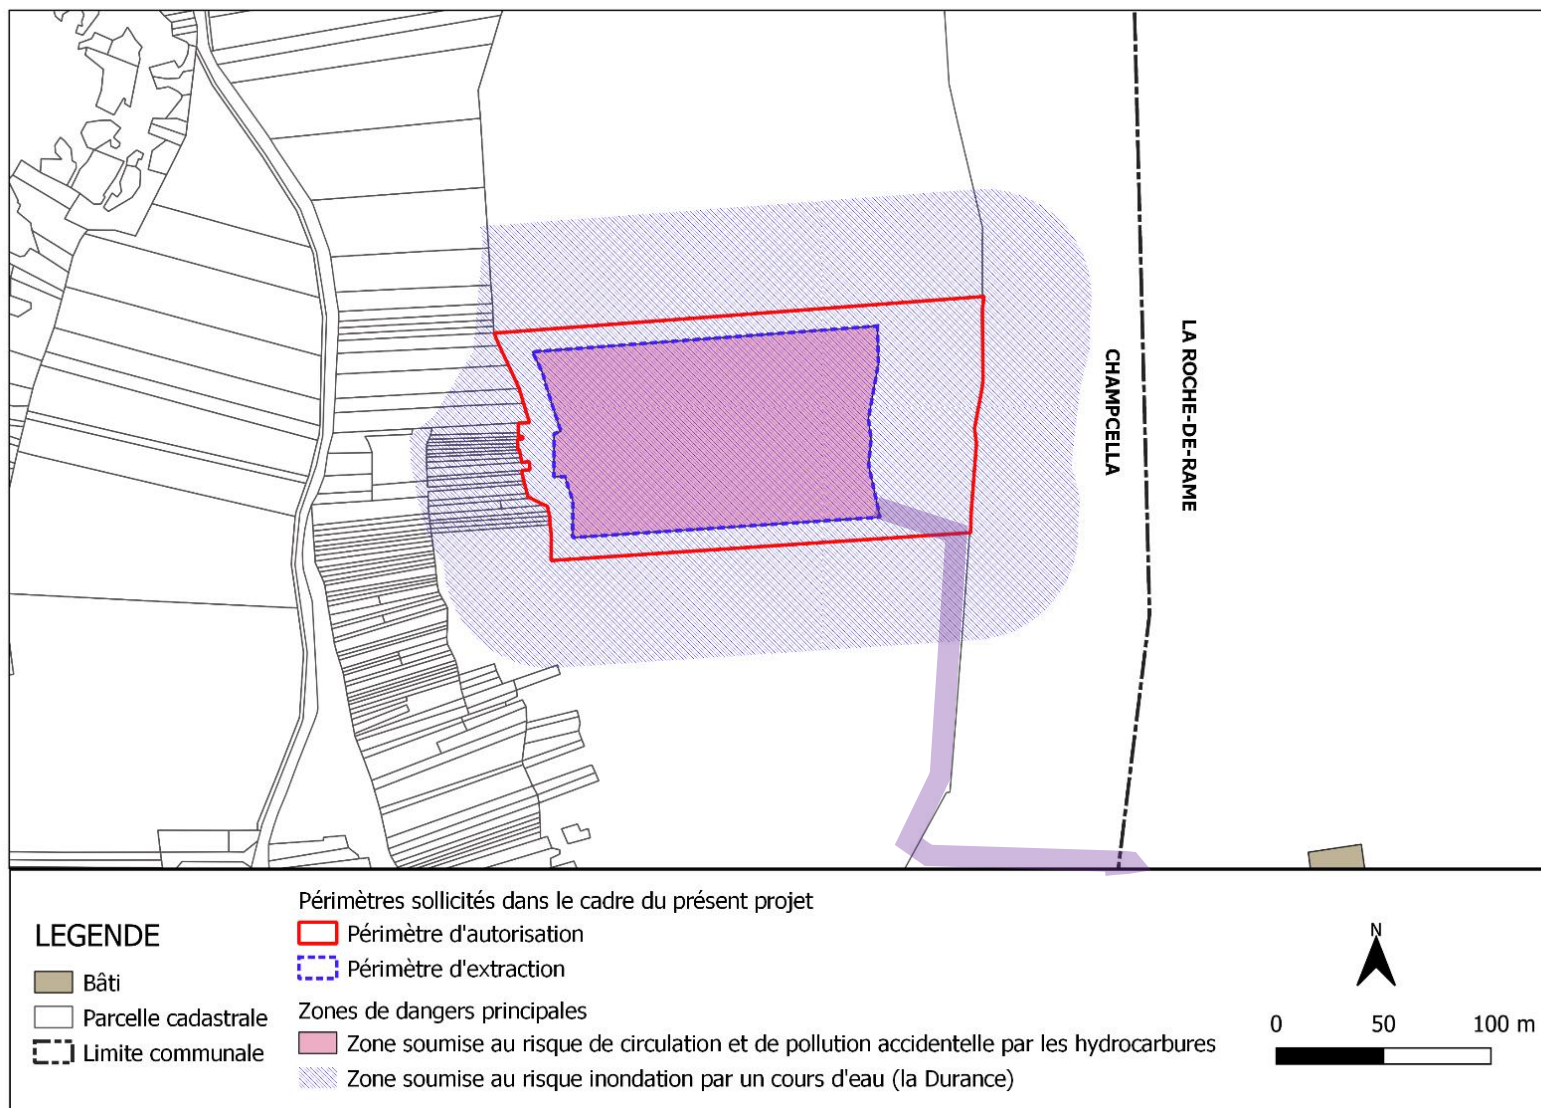 CHAMPCELLA
LA ROCHE-DE-RAME
LEGENDE
Bâti
Parcelle cadastrale
Limite communale
Périmètres sollicités dans le cadre du présent projet
Périmètre d'autorisation
Périmètre d'extraction
Zones de dangers principales
Zone soumise au risque de circulation et de pollution accidentelle par les hydrocarbures
Zone soumise au risque inondation par un cours d'eau (la Durance)
N
0 50 100 m